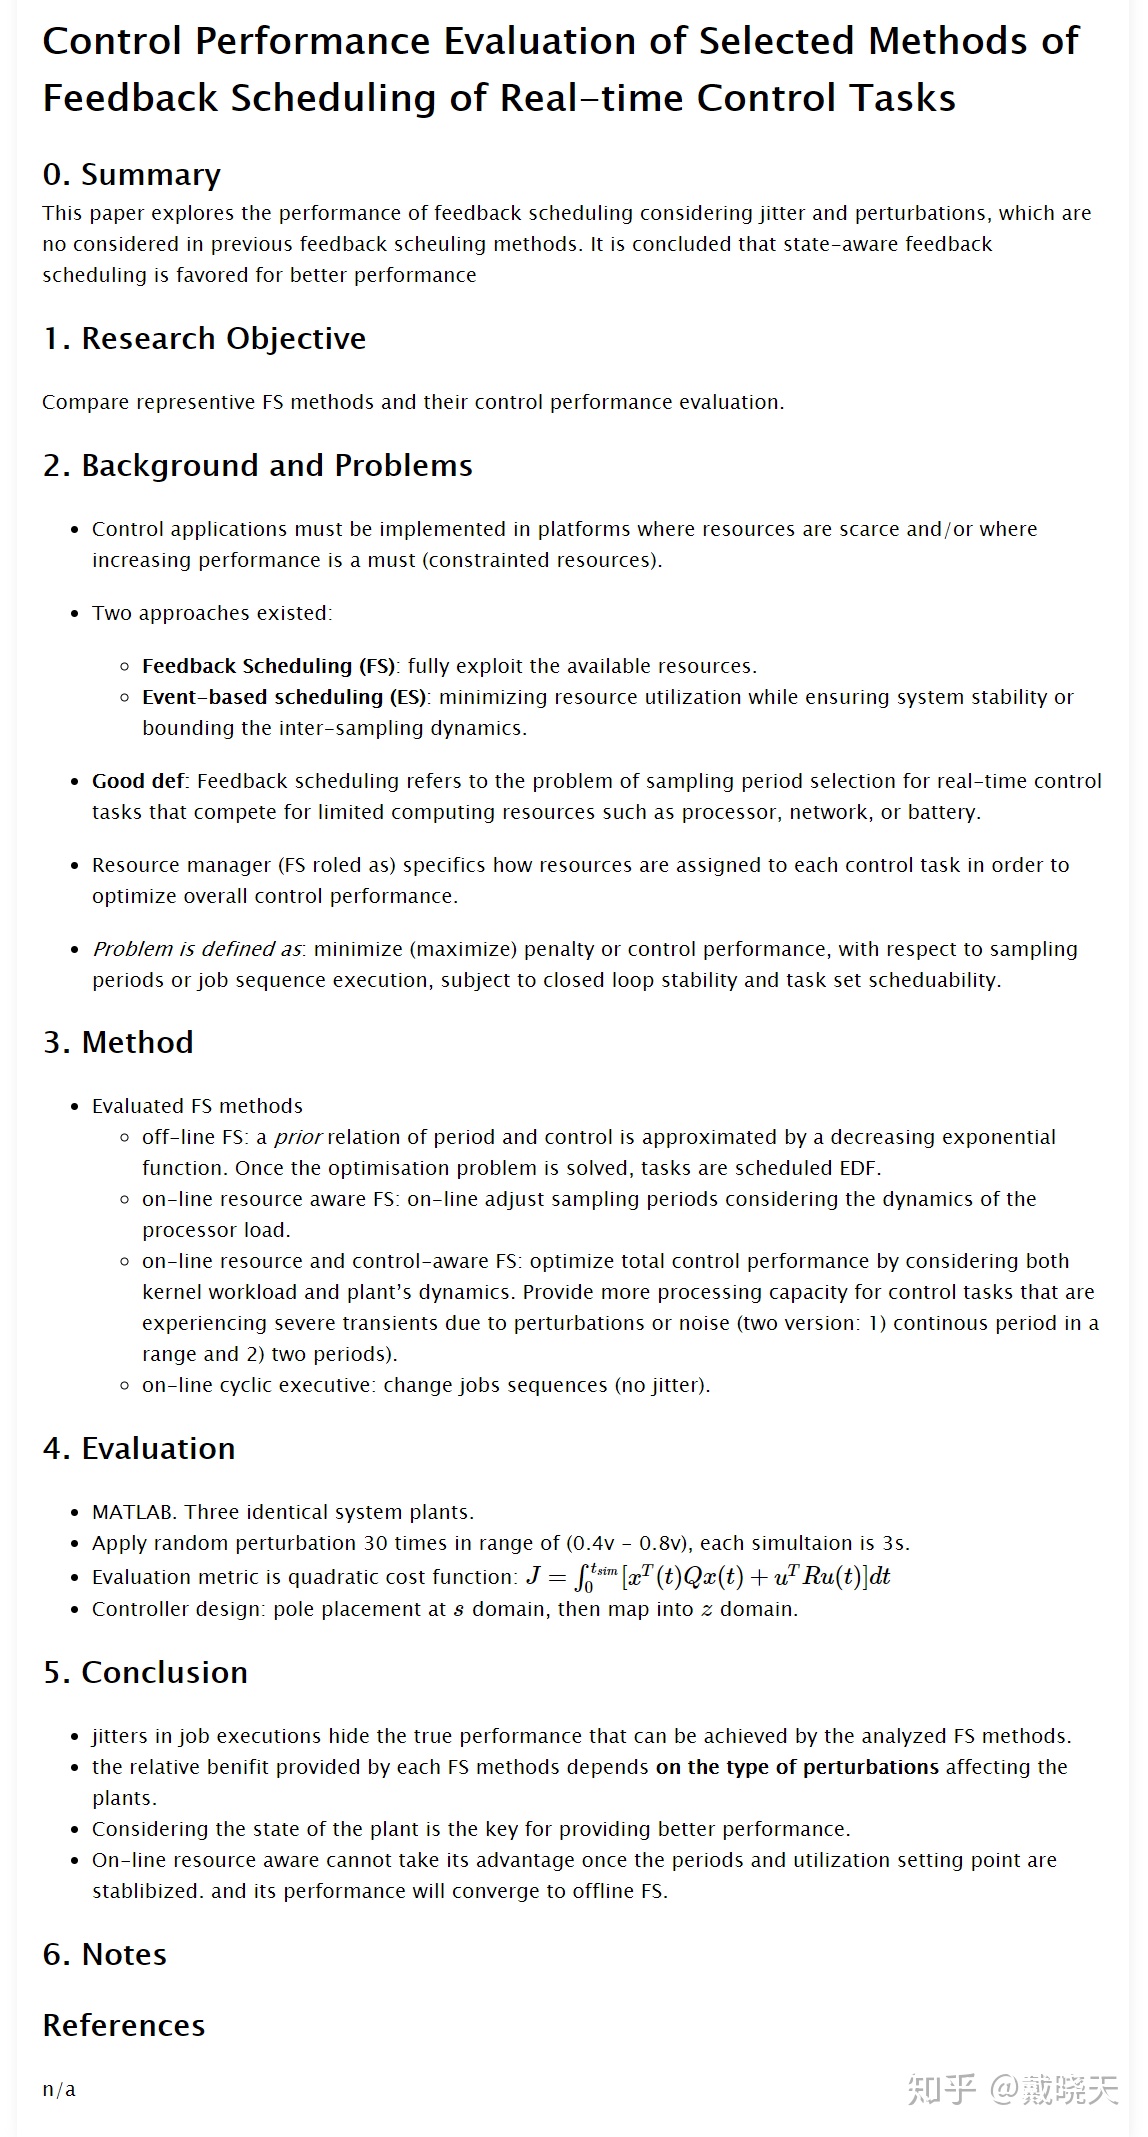 Control Performance Evaluation of Selected Methods of
Feedback Scheduling of Real-time Control Tasks
0. Summary
This paper explores the performance of feedback scheduling considering jitter and perturbations, which are
no considered in previous feedback scheuling methods. It is concluded that state-aware feedback
scheduling is favored for better performance
1. Research Objective
Compare representive FS methods and their control performance evaluation.
2. Background and Problems
• Control applications must be implemented in platforms where resources are scarce and/or where
increasing performance is a must (constrainted resources).
• Two approaches existed:
◦ Feedback Scheduling (FS): fully exploit the available resources.
◦ Event-based scheduling (ES): minimizing resource utilization while ensuring system stability or
bounding the inter-sampling dynamics.
• Good def: Feedback scheduling refers to the problem of sampling period selection for real-time control
tasks that compete for limited computing resources such as processor, network, or battery.
• Resource manager (FS roled as) specifics how resources are assigned to each control task in order to
optimize overall control performance.
• Problem is defined as: minimize (maximize) penalty or control performance, with respect to sampling
periods or job sequence execution, subject to closed loop stability and task set scheduability.
3. Method
• Evaluated FS methods
◦ off-line FS: a prior relation of period and control is approximated by a decreasing exponential
function. Once the optimisation problem is solved, tasks are scheduled EDF.
◦ on-line resource aware FS: on-line adjust sampling periods considering the dynamics of the
processor load.
◦ on-line resource and control-aware FS: optimize total control performance by considering both
kernel workload and plant's dynamics. Provide more processing capacity for control tasks that are
experiencing severe transients due to perturbations or noise (two version: 1) continous period in a
range and 2) two periods).
◦ on-line cyclic executive: change jobs sequences (no jitter).
4. Evaluation
• MATLAB. Three identical system plants.
• Apply random perturbation 30 times in range of (0.4v - 0.8v), each simultaion is 3s.
• Evaluation metric is quadratic cost function: J = ∫₀^{t_{sim}} [x^T(t)Qx(t) + u^T Ru(t)]dt
• Controller design: pole placement at s domain, then map into z domain.
5. Conclusion
• jitters in job executions hide the true performance that can be achieved by the analyzed FS methods.
• the relative benifit provided by each FS methods depends on the type of perturbations affecting the
plants.
• Considering the state of the plant is the key for providing better performance.
• On-line resource aware cannot take its advantage once the periods and utilization setting point are
stablibized. and its performance will converge to offline FS.
6. Notes
References
n/a
知乎 @戴晓天